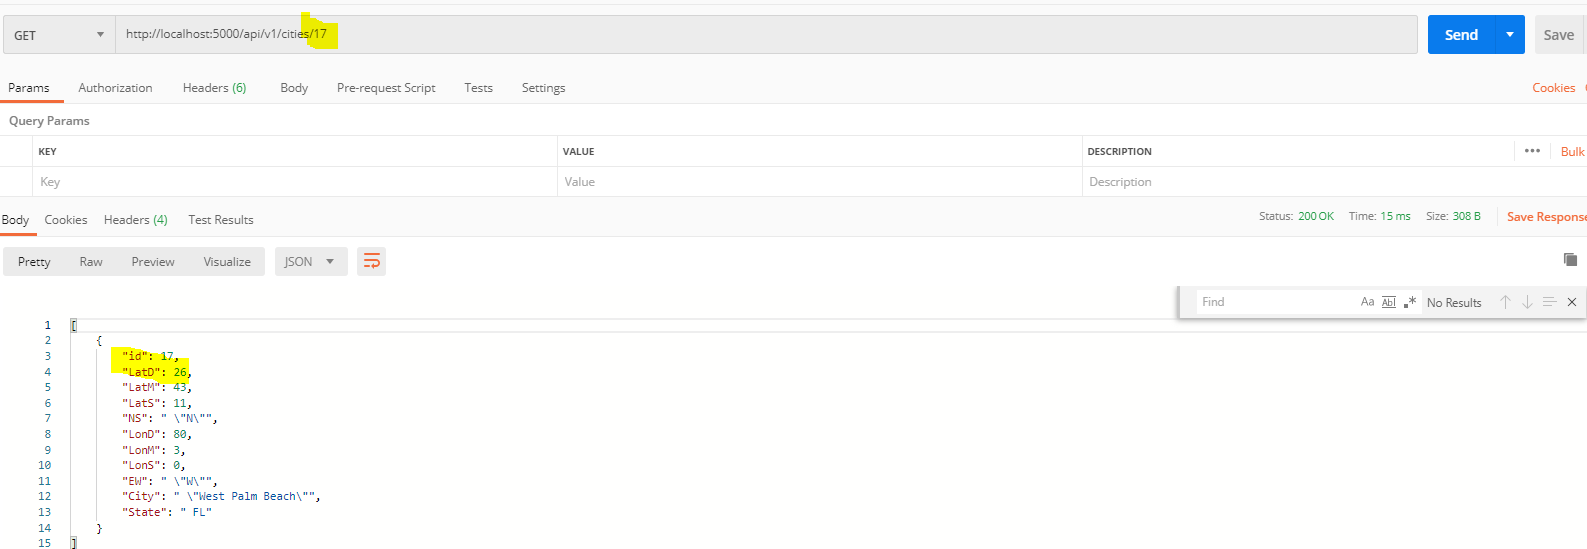 GET http://localhost:5000/api/v1/cities/17 Send Save
Params Authorization Headers (6) Body Pre-request Script Tests Settings Cookies
Query Params
KEY VALUE DESCRIPTION ••• Bulk
Key Value Description
Body Cookies Headers (4) Test Results Status: 200 OK Time: 15 ms Size: 308 B Save Response
Pretty Raw Preview Visualize JSON
Find Aa Abl .* No Results
1 [
2 {
3 "id": 17,
4 "LatD": 26,
5 "LatM": 43,
6 "LatS": 11,
7 "NS": " \"N\"",
8 "LonD": 80,
9 "LonM": 3,
10 "LonS": 0,
11 "EW": " \"W\"",
12 "City": " \"West Palm Beach\"",
13 "State": " FL"
14 }
15 ]